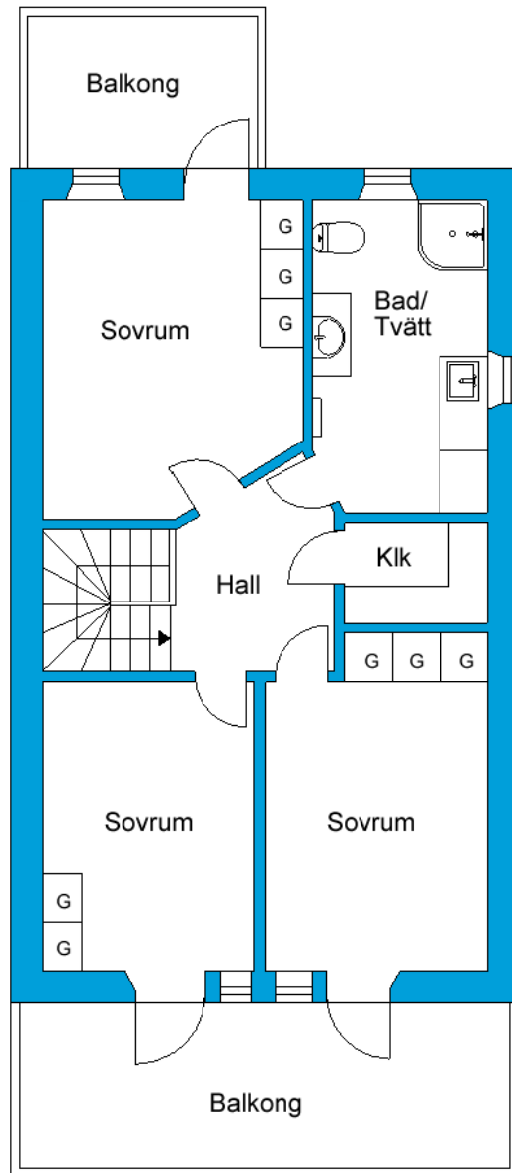 Balkong
G
G
G
Sovrum
Bad/
Tvätt
Klk
Hall
G G G
Sovrum
Sovrum
G
G
Balkong